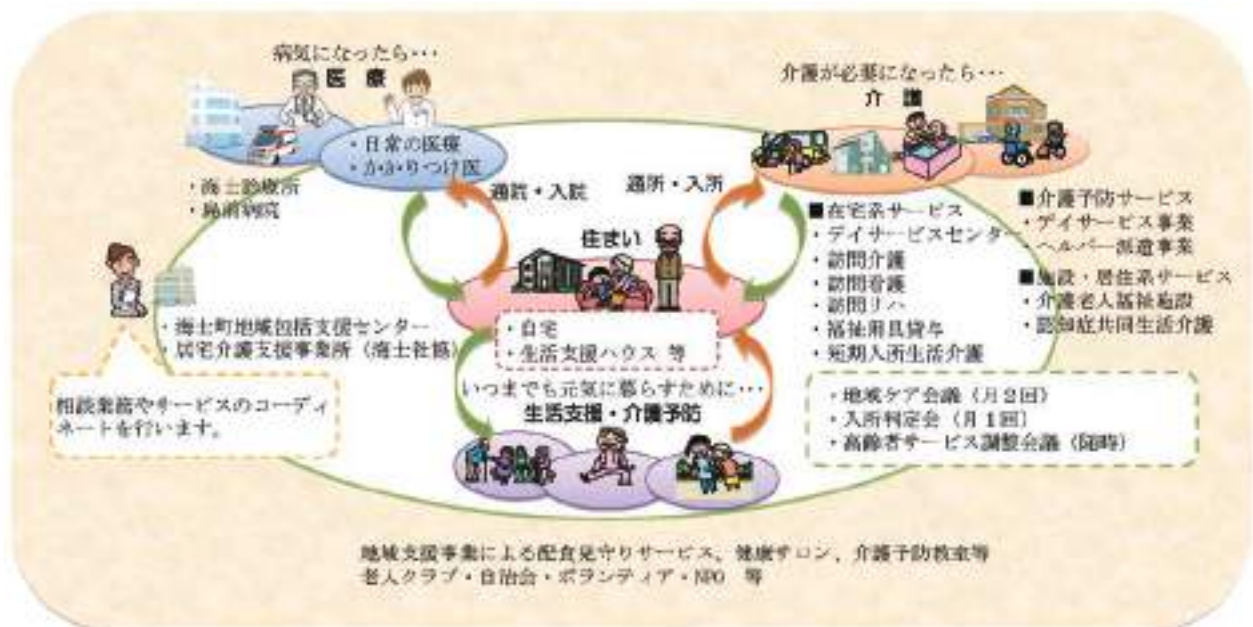 病気になったら･･･
医療
・日常の医療
・かかりつけ医
・海士診療所
・島前病院
通院・入院
介護が必要になったら･･･
介護
通所・入所
■在宅系サービス
・デイサービスセンター
・訪問介護
・訪問看護
・訪問リハ
・福祉用具貸与
・短期入所生活介護
■介護予防サービス
・デイサービス事業
・ヘルパー派遣事業
■施設・居住系サービス
・介護老人福祉施設
・認知症共同生活介護
住まい
・自宅
・生活支援ハウス 等
・海士町地域包括支援センター
・居宅介護支援事業所（海士社協）
相談業務やサービスのコーディ
ネートを行います。
いつまでも元気に暮らすために･･･
生活支援・介護予防
・地域ケア会議（月２回）
・入所判定会（月１回）
・高齢者サービス調整会議（随時）
地域支援事業による配食見守りサービス、健康サロン、介護予防教室等
老人クラブ・自治会・ボランティア・NPO 等